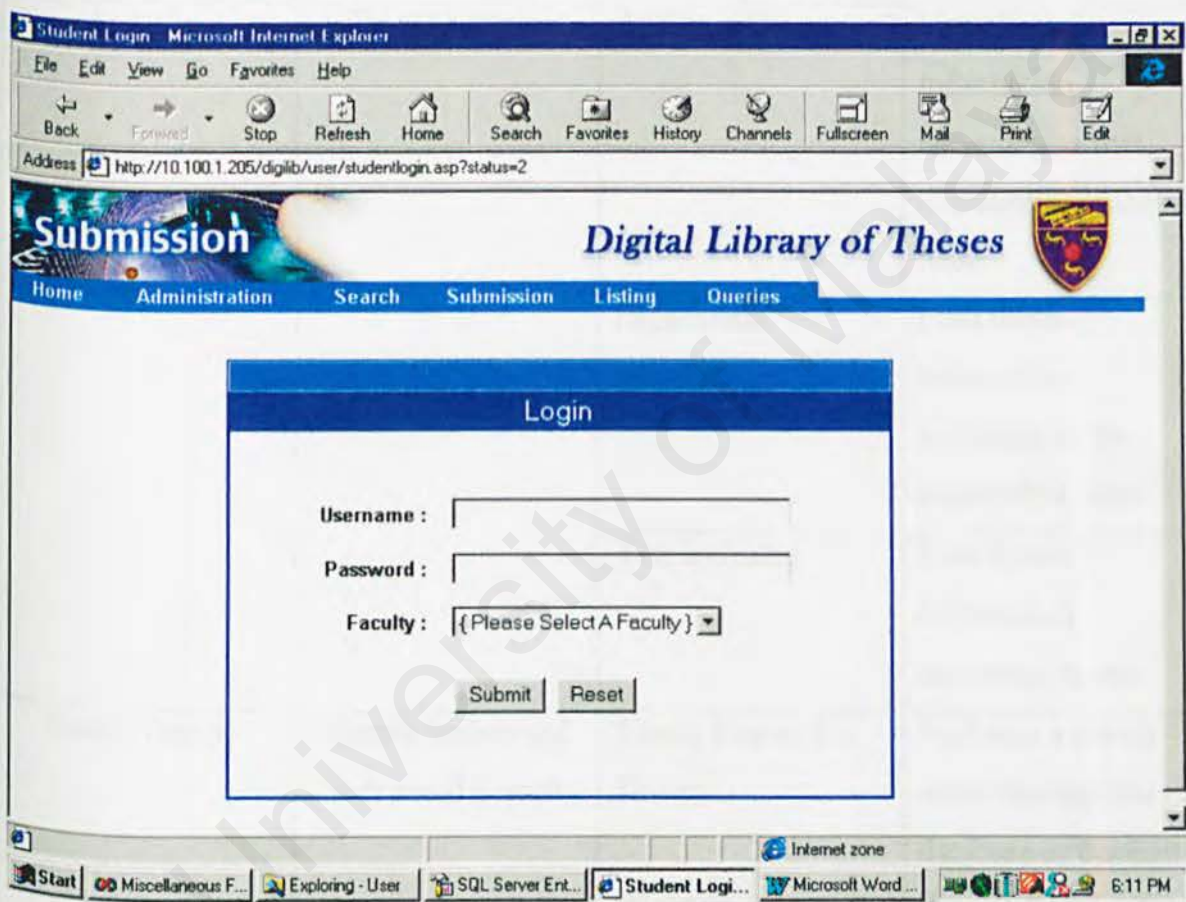 Student Login - Microsoft Internet Explorer
File Edit View Go Favorites Help
Back Forward Stop Refresh Home Search Favorites History Channels Fullscreen Mail Print Edit
Address http://10.100.1.205/digilib/user/studentlogin.asp?status=2
Submission Digital Library of Theses
Home Administration Search Submission Listing Queries
Login
Username :
Password :
Faculty : { Please Select A Faculty }
Submit Reset
Internet zone
Start Miscellaneous F... Exploring - User SQL Server Ent... Student Logi... Microsoft Word ... 6:11 PM
University of Malaya